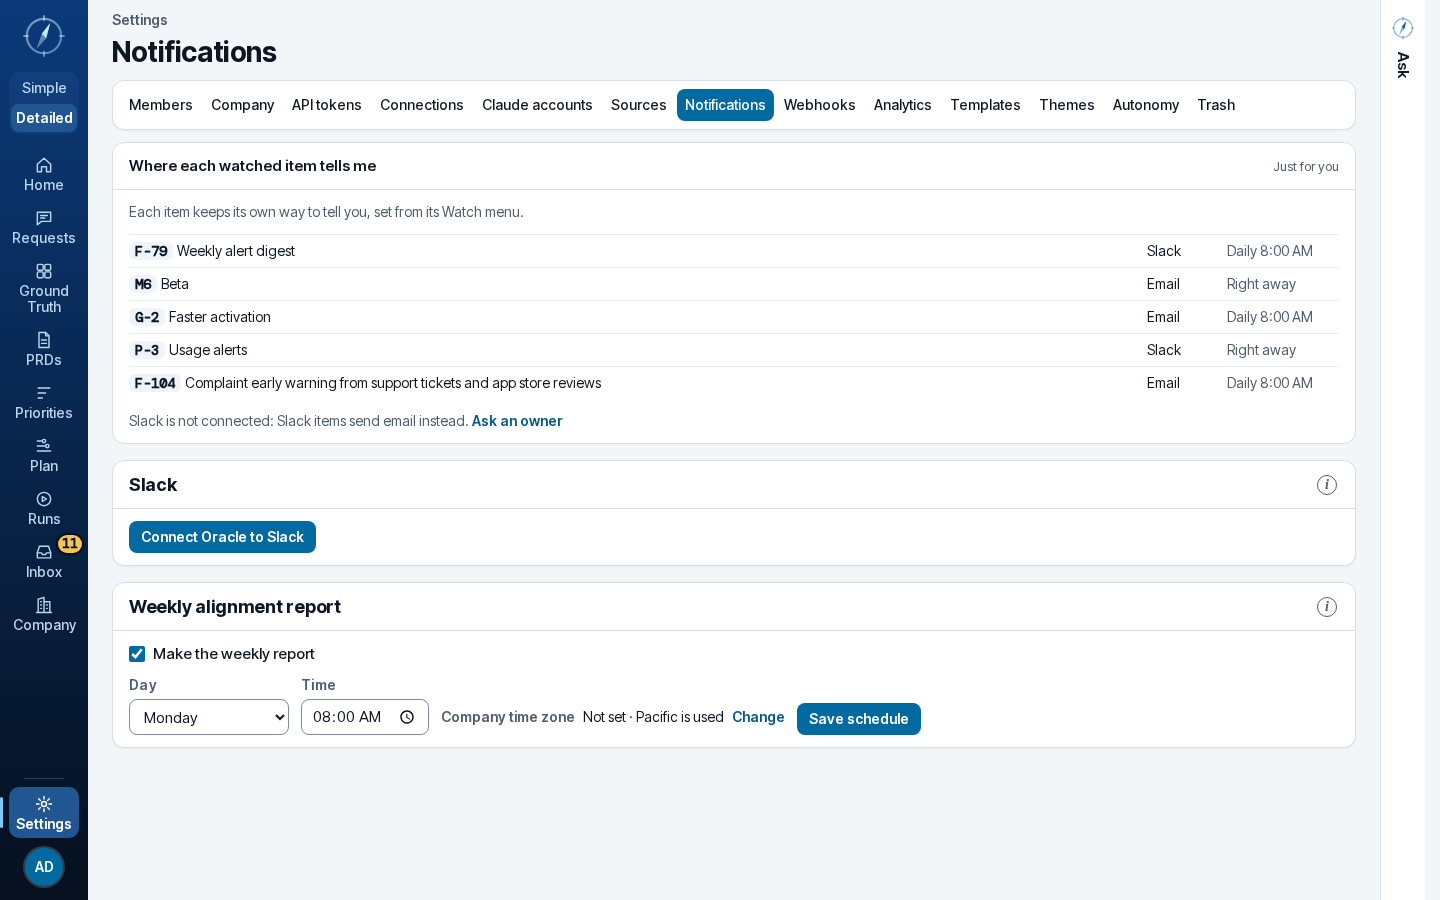 Settings
Notifications
Simple
Detailed
Home
Requests
Ground
Truth
PRDs
Priorities
Plan
Runs
11
Inbox
Company
Settings
AD
Members Company API tokens Connections Claude accounts Sources Notifications Webhooks Analytics Templates Themes Autonomy Trash
Where each watched item tells me Just for you
Each item keeps its own way to tell you, set from its Watch menu.
F-79 Weekly alert digest Slack Daily 8:00 AM
M6 Beta Email Right away
G-2 Faster activation Email Daily 8:00 AM
P-3 Usage alerts Slack Right away
F-104 Complaint early warning from support tickets and app store reviews Email Daily 8:00 AM
Slack is not connected: Slack items send email instead. Ask an owner
Slack i
Connect Oracle to Slack
Weekly alignment report i
Make the weekly report
Day Time
Monday 08:00 AM Company time zone Not set · Pacific is used Change Save schedule
Ask